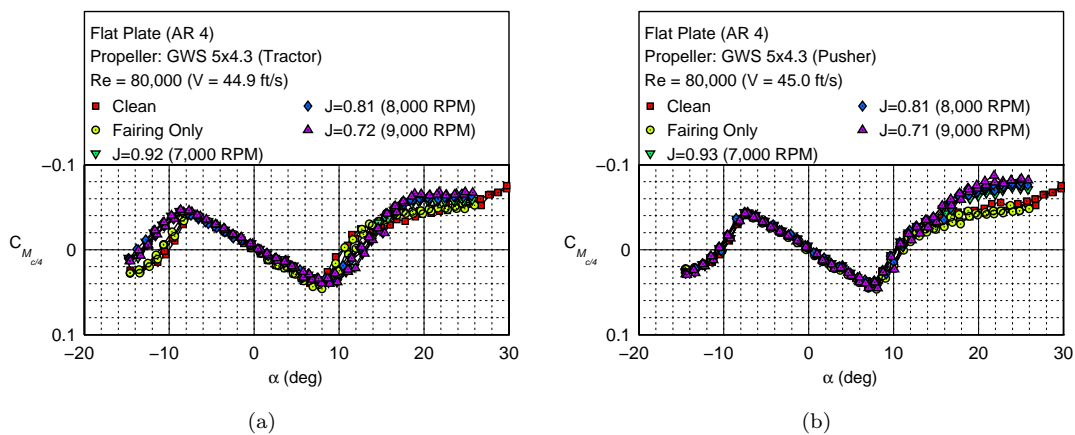 Flat Plate (AR 4)
Propeller: GWS 5x4.3 (Tractor)
Re = 80,000 (V = 44.9 ft/s)
Clean
Fairing Only
J=0.92 (7,000 RPM)
J=0.81 (8,000 RPM)
J=0.72 (9,000 RPM)
−0.1
0
0.1
C M c/4
−20 −10 0 10 20 30
α (deg)
(a)
Flat Plate (AR 4)
Propeller: GWS 5x4.3 (Pusher)
Re = 80,000 (V = 45.0 ft/s)
Clean
Fairing Only
J=0.93 (7,000 RPM)
J=0.81 (8,000 RPM)
J=0.71 (9,000 RPM)
−0.1
0
0.1
C M c/4
−20 −10 0 10 20 30
α (deg)
(b)